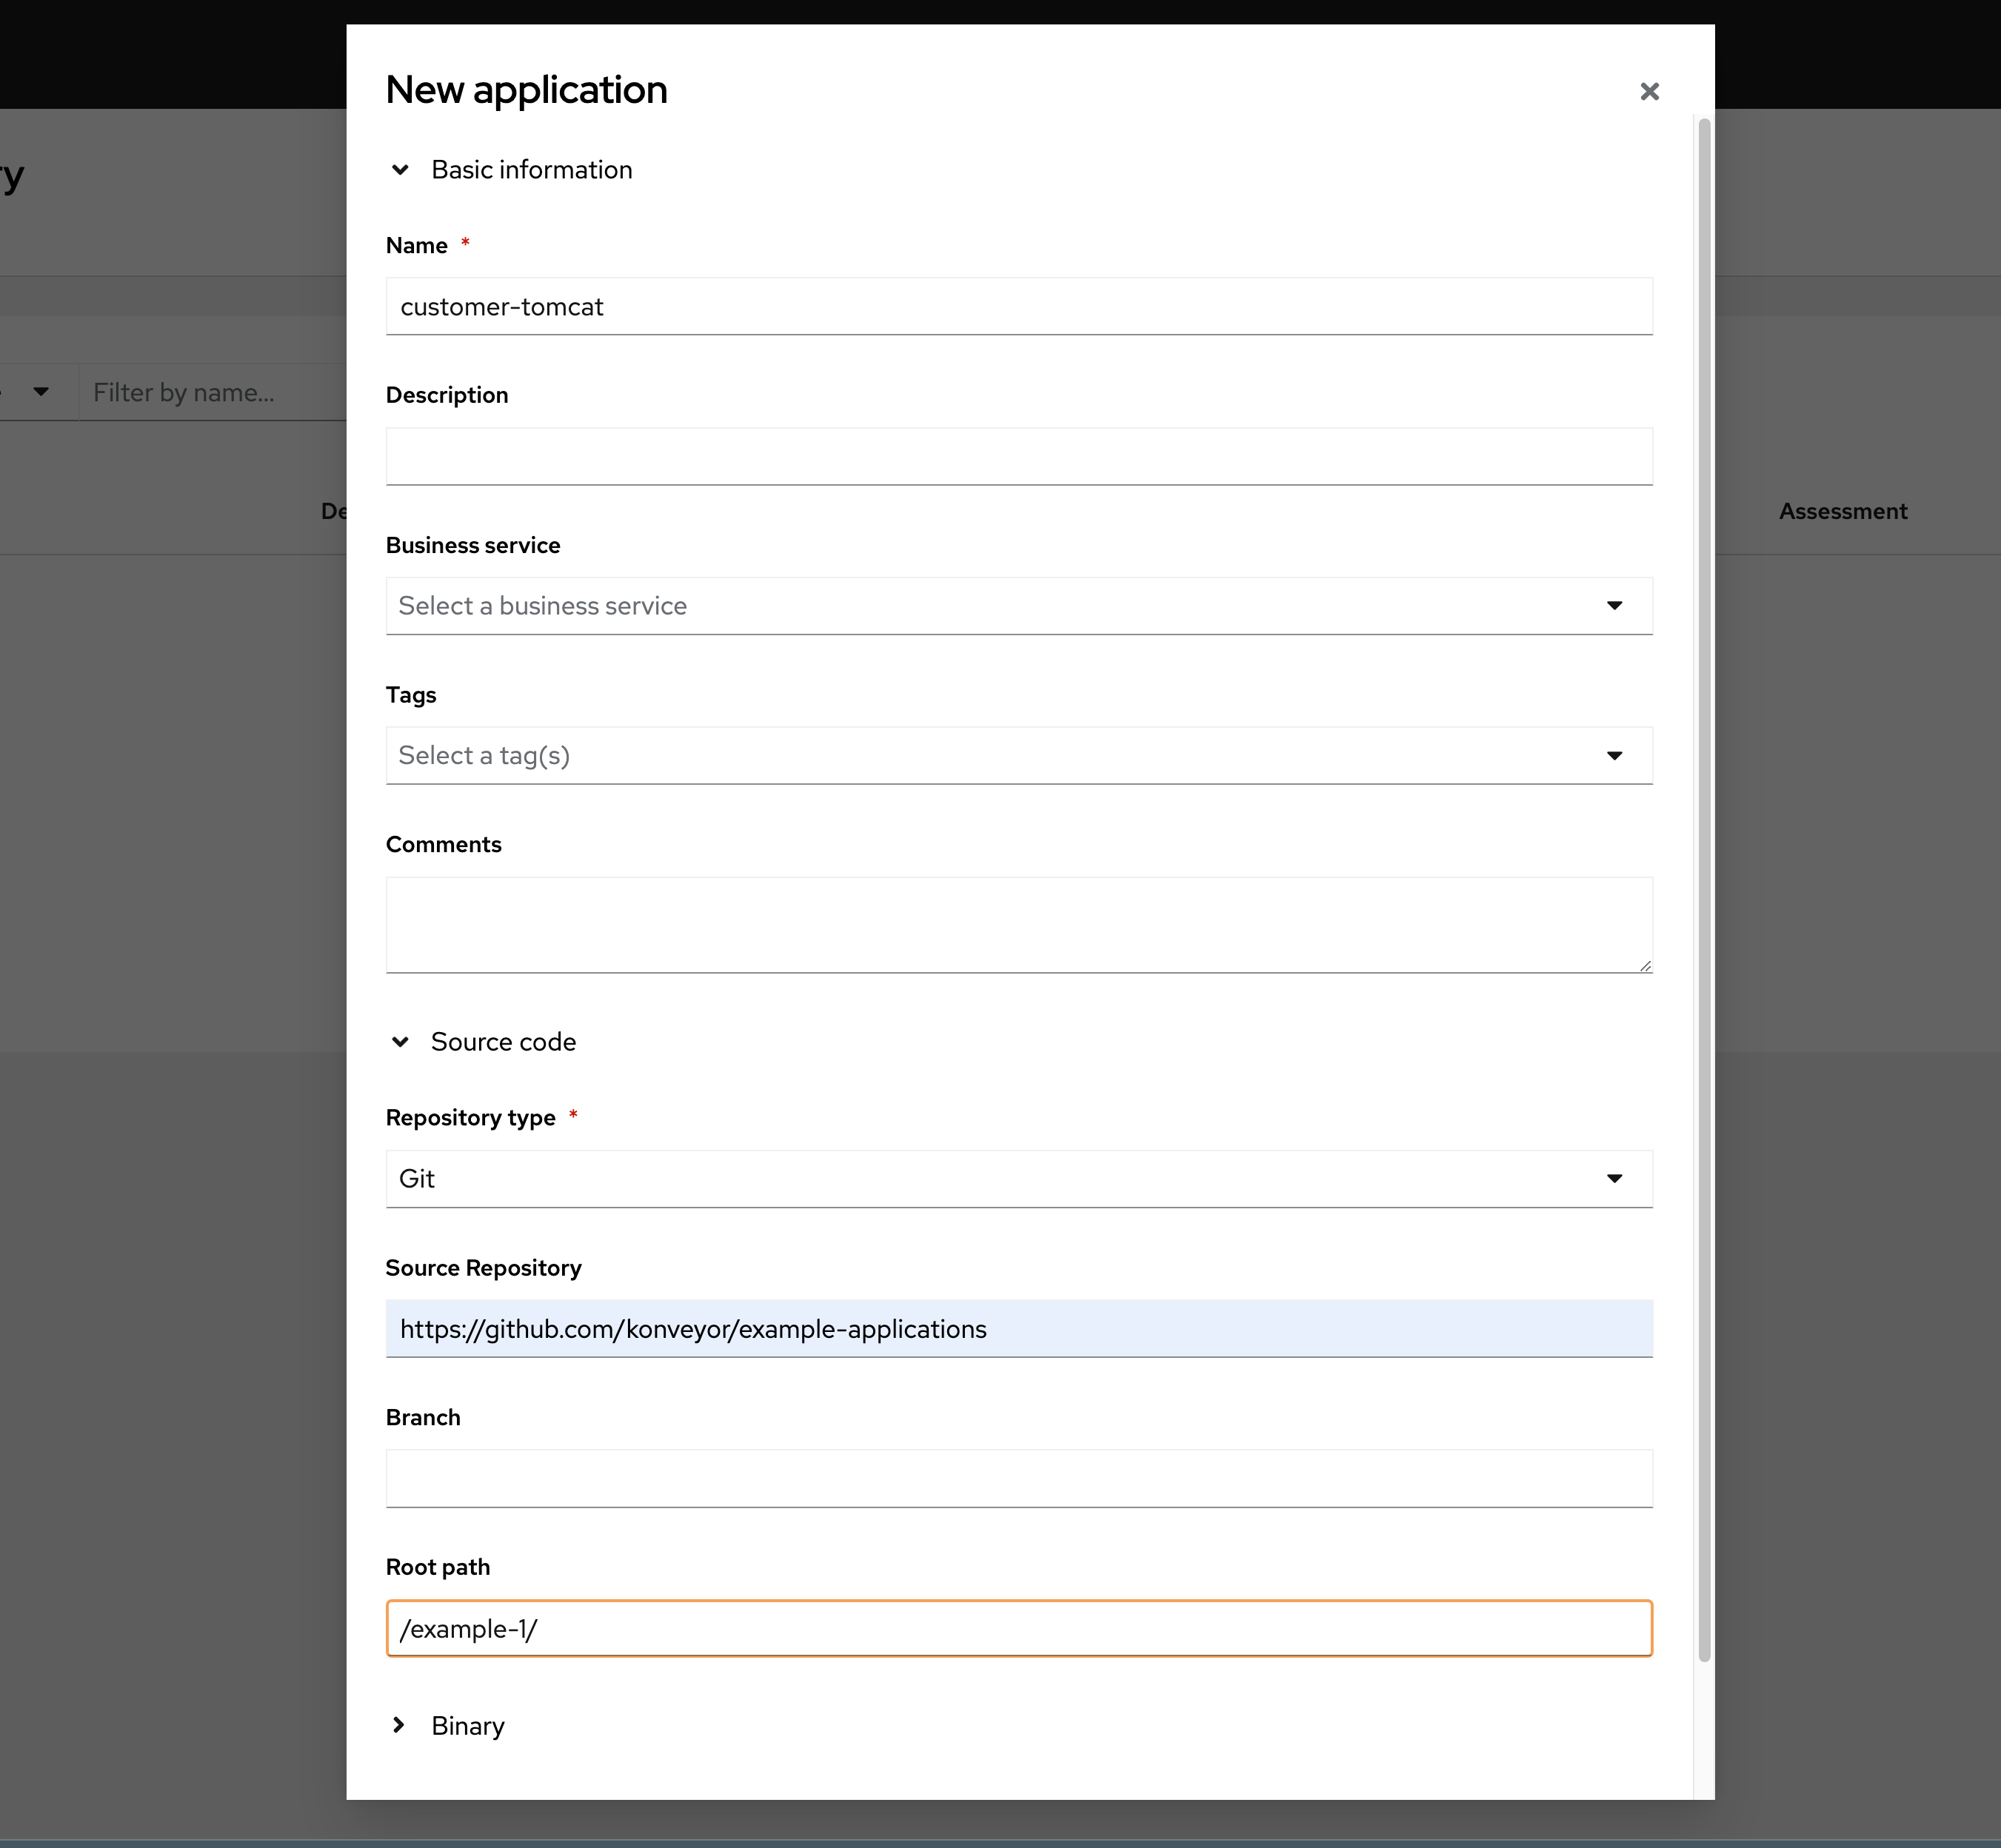 New application
Basic information
Name *
customer-tomcat
Description
Business service
Select a business service
Tags
Select a tag(s)
Comments
Source code
Repository type *
Git
Source Repository
https://github.com/konveyor/example-applications
Branch
Root path
/example-1/
Binary
Filter by name...
Assessment